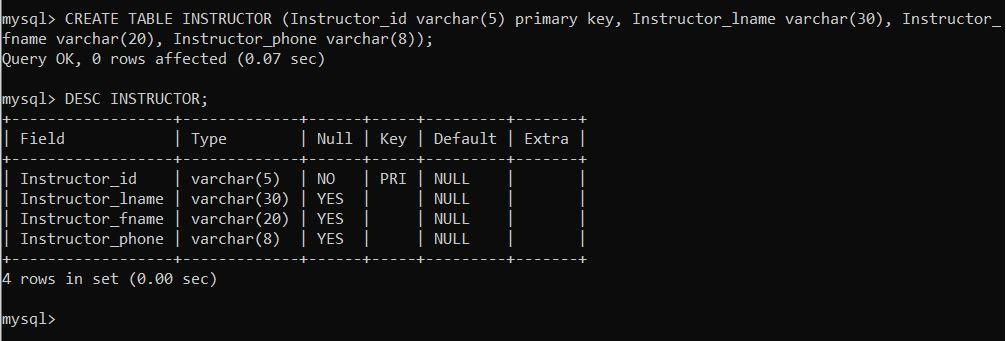 mysql> CREATE TABLE INSTRUCTOR (Instructor_id varchar(5) primary key, Instructor_lname varchar(30), Instructor_
fname varchar(20), Instructor_phone varchar(8));
Query OK, 0 rows affected (0.07 sec)

mysql> DESC INSTRUCTOR;
+------------------+-------------+------+-----+---------+-------+
| Field            | Type        | Null | Key | Default | Extra |
+------------------+-------------+------+-----+---------+-------+
| Instructor_id    | varchar(5)  | NO   | PRI | NULL    |       |
| Instructor_lname | varchar(30) | YES  |     | NULL    |       |
| Instructor_fname | varchar(20) | YES  |     | NULL    |       |
| Instructor_phone | varchar(8)  | YES  |     | NULL    |       |
+------------------+-------------+------+-----+---------+-------+
4 rows in set (0.00 sec)

mysql>